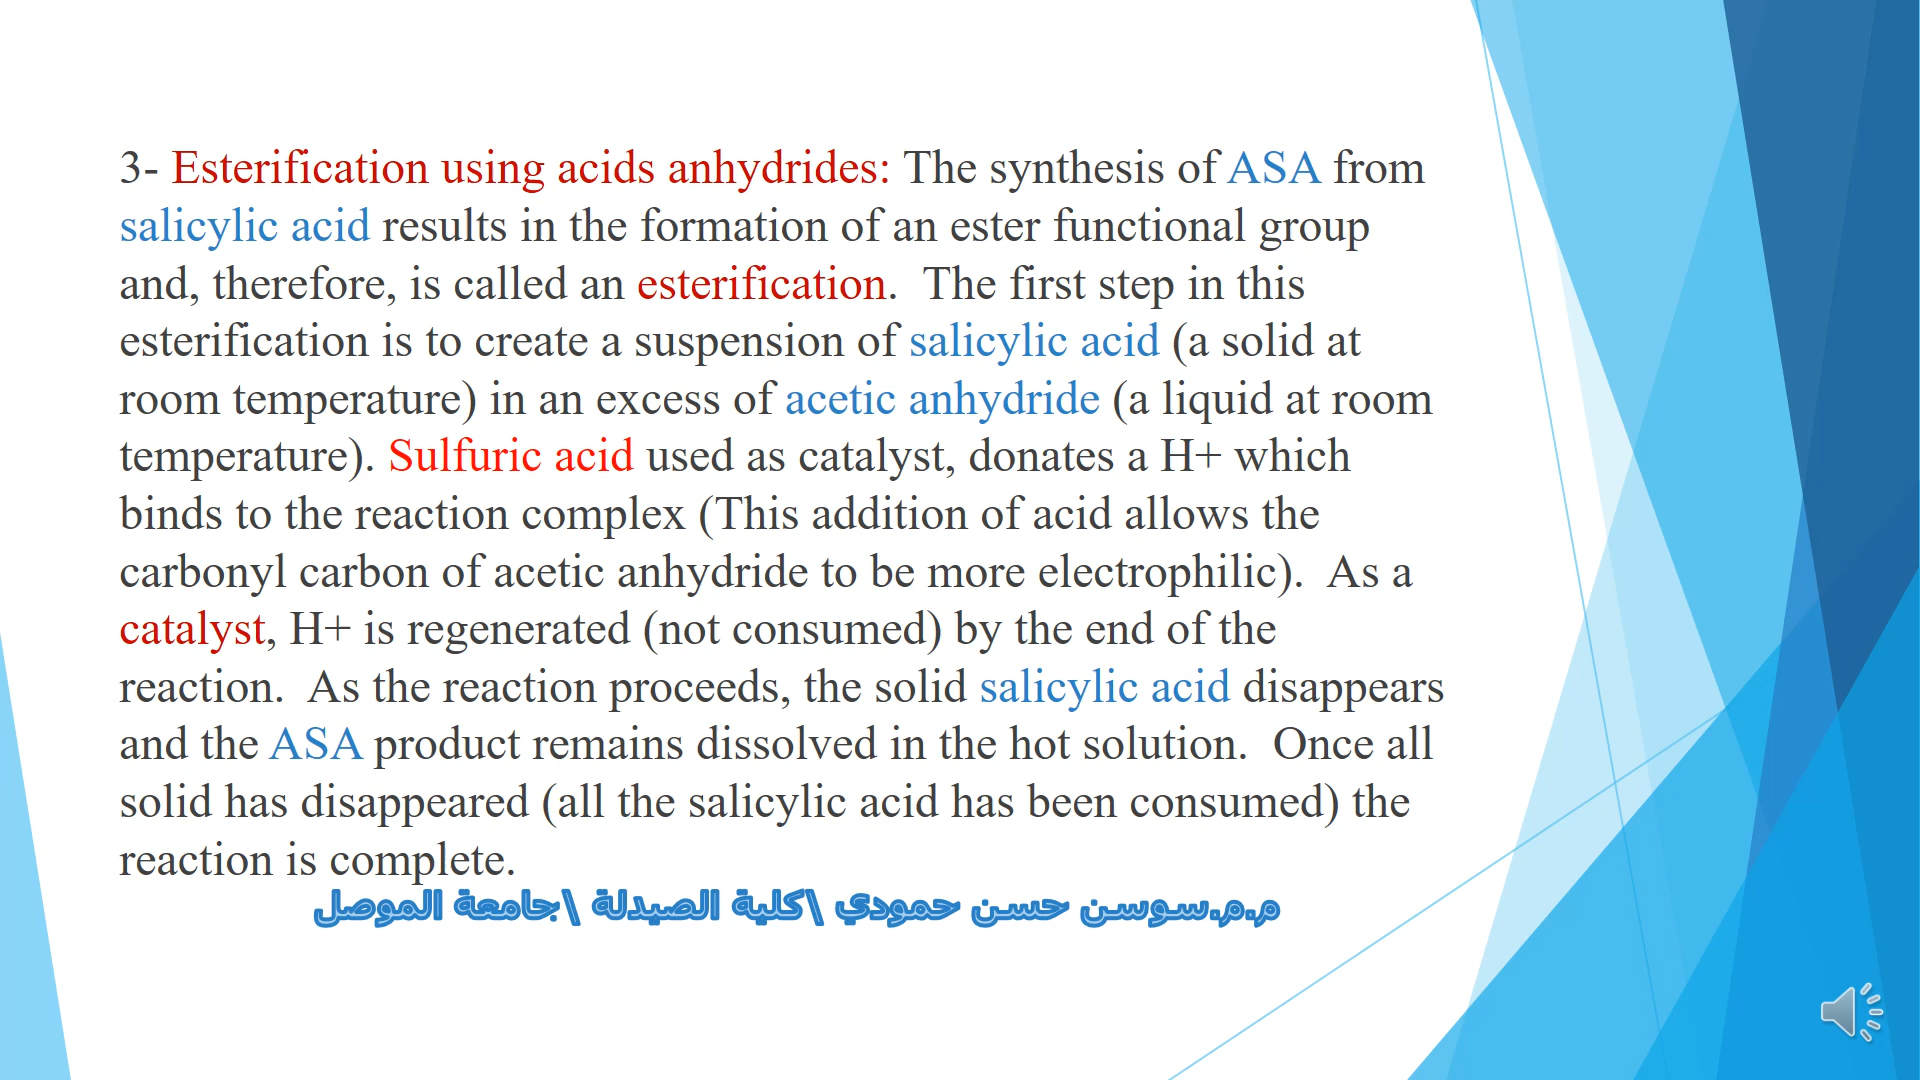 3- Esterification using acids anhydrides: The synthesis of ASA from
salicylic acid results in the formation of an ester functional group
and, therefore, is called an esterification.  The first step in this
esterification is to create a suspension of salicylic acid (a solid at
room temperature) in an excess of acetic anhydride (a liquid at room
temperature). Sulfuric acid used as catalyst, donates a H+ which
binds to the reaction complex (This addition of acid allows the
carbonyl carbon of acetic anhydride to be more electrophilic).  As a
catalyst, H+ is regenerated (not consumed) by the end of the
reaction.  As the reaction proceeds, the solid salicylic acid disappears
and the ASA product remains dissolved in the hot solution.  Once all
solid has disappeared (all the salicylic acid has been consumed) the
reaction is complete.
م.م.سوسن حسن حمودي \كلية الصيدلة \جامعة الموصل